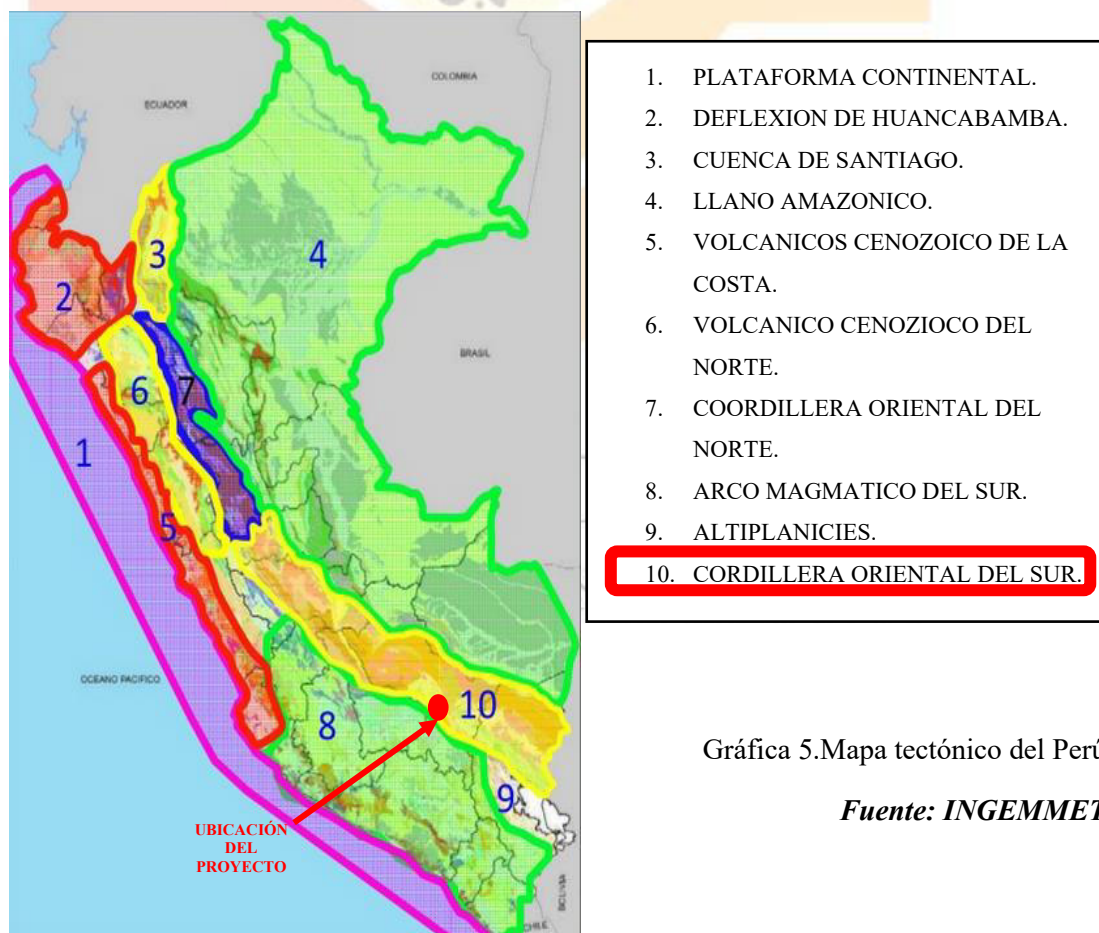 COLOMBIA
ECUADOR
3
4
2
BRASIL
6
7
1
5
OCEANO PACIFICO
10
8
9
UBICACIÓN
DEL
PROYECTO
BOLIVIA
CHILE
1. PLATAFORMA CONTINENTAL.
2. DEFLEXION DE HUANCABAMBA.
3. CUENCA DE SANTIAGO.
4. LLANO AMAZONICO.
5. VOLCANICOS CENOZOICO DE LA
COSTA.
6. VOLCANICO CENOZIOCO DEL
NORTE.
7. COORDILLERA ORIENTAL DEL
NORTE.
8. ARCO MAGMATICO DEL SUR.
9. ALTIPLANICIES.
10. CORDILLERA ORIENTAL DEL SUR.
Gráfica 5.Mapa tectónico del Perú
Fuente: INGEMMET